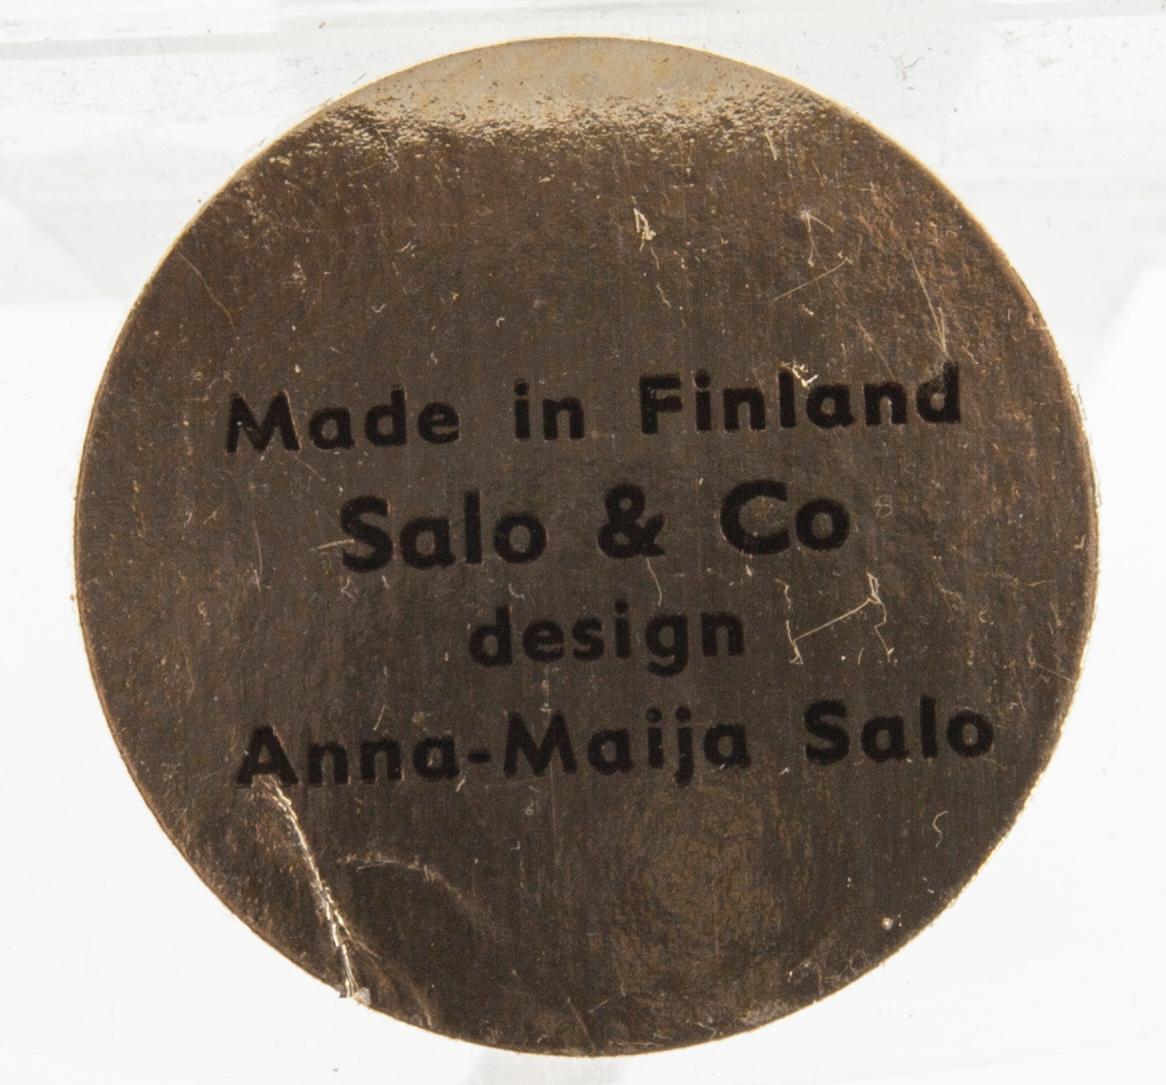 Made in Finland
Salo & Co
design
Anna-Maija Salo